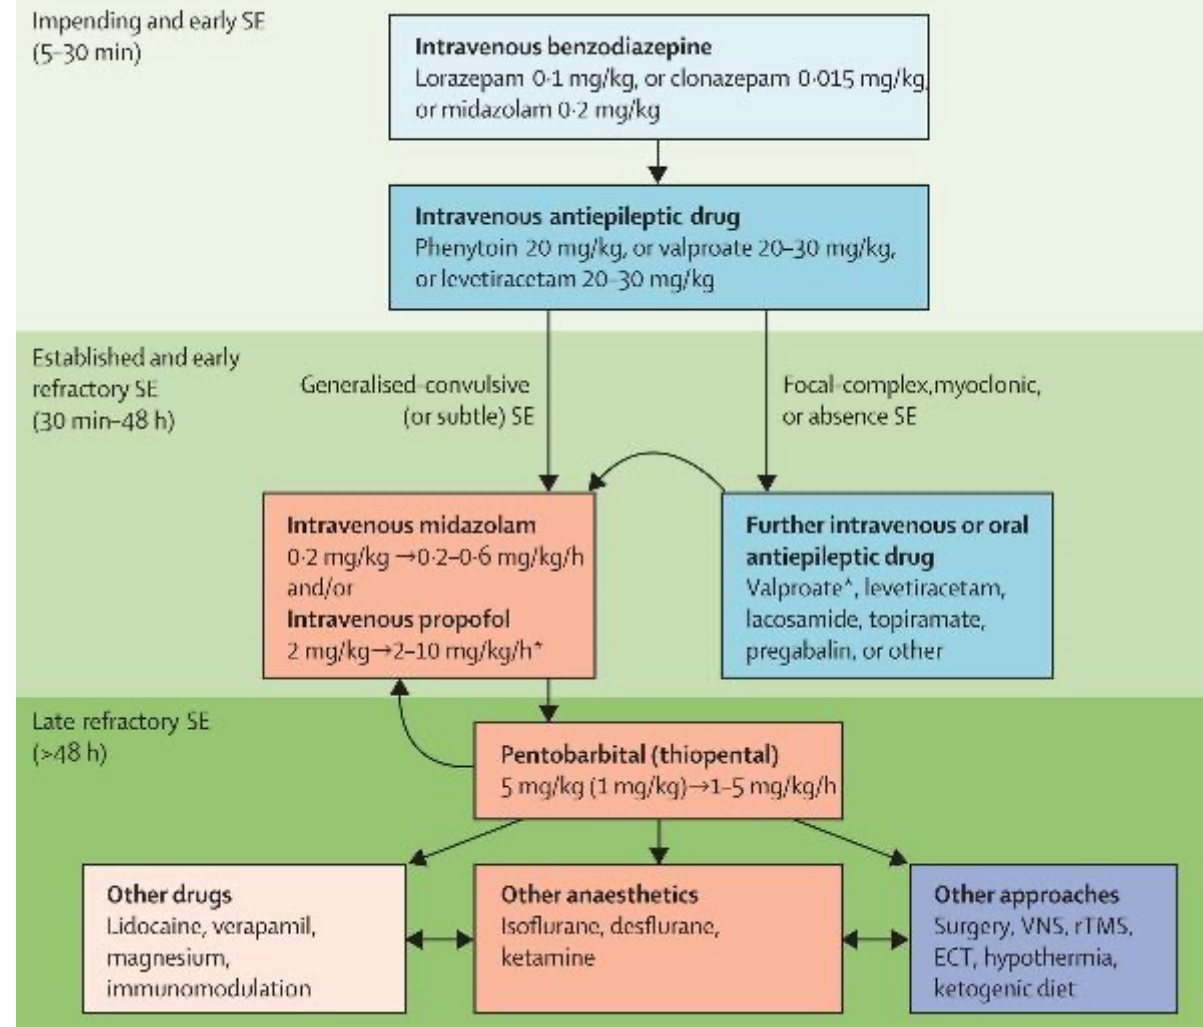 Impending and early SE
(5–30 min)
Intravenous benzodiazepine
Lorazepam 0·1 mg/kg, or clonazepam 0·015 mg/kg,
or midazolam 0·2 mg/kg
Intravenous antiepileptic drug
Phenytoin 20 mg/kg, or valproate 20–30 mg/kg,
or levetiracetam 20–30 mg/kg
Established and early
refractory SE
(30 min–48 h)
Generalised-convulsive
(or subtle) SE
Focal-complex,myoclonic,
or absence SE
Intravenous midazolam
0·2 mg/kg →0·2–0·6 mg/kg/h
and/or
Intravenous propofol
2 mg/kg→2–10 mg/kg/h*
Further intravenous or oral
antiepileptic drug
Valproate^, levetiracetam,
lacosamide, topiramate,
pregabalin, or other
Late refractory SE
(>48 h)
Pentobarbital (thiopental)
5 mg/kg (1 mg/kg)→1–5 mg/kg/h
Other drugs
Lidocaine, verapamil,
magnesium,
immunomodulation
Other anaesthetics
Isoflurane, desflurane,
ketamine
Other approaches
Surgery, VNS, rTMS,
ECT, hypothermia,
ketogenic diet